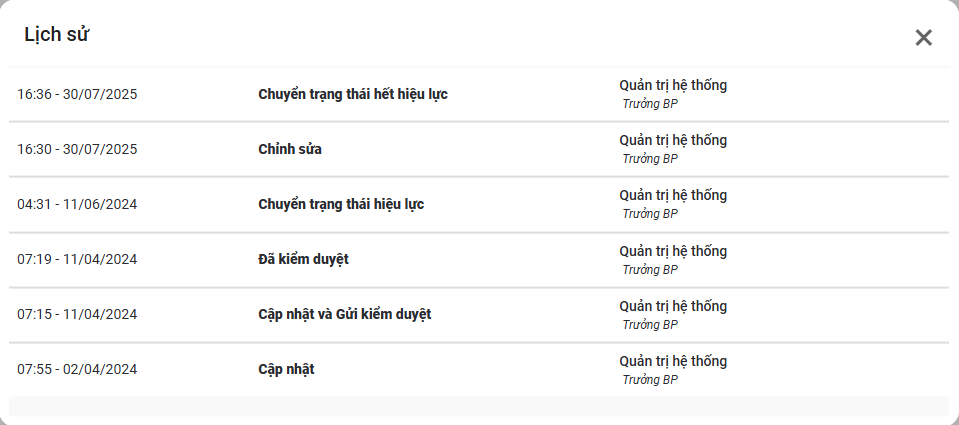 Lịch sử
16:36 - 30/07/2025 Chuyển trạng thái hết hiệu lực Quản trị hệ thống
Trưởng BP
16:30 - 30/07/2025 Chỉnh sửa Quản trị hệ thống
Trưởng BP
04:31 - 11/06/2024 Chuyển trạng thái hiệu lực Quản trị hệ thống
Trưởng BP
07:19 - 11/04/2024 Đã kiểm duyệt Quản trị hệ thống
Trưởng BP
07:15 - 11/04/2024 Cập nhật và Gửi kiểm duyệt Quản trị hệ thống
Trưởng BP
07:55 - 02/04/2024 Cập nhật Quản trị hệ thống
Trưởng BP